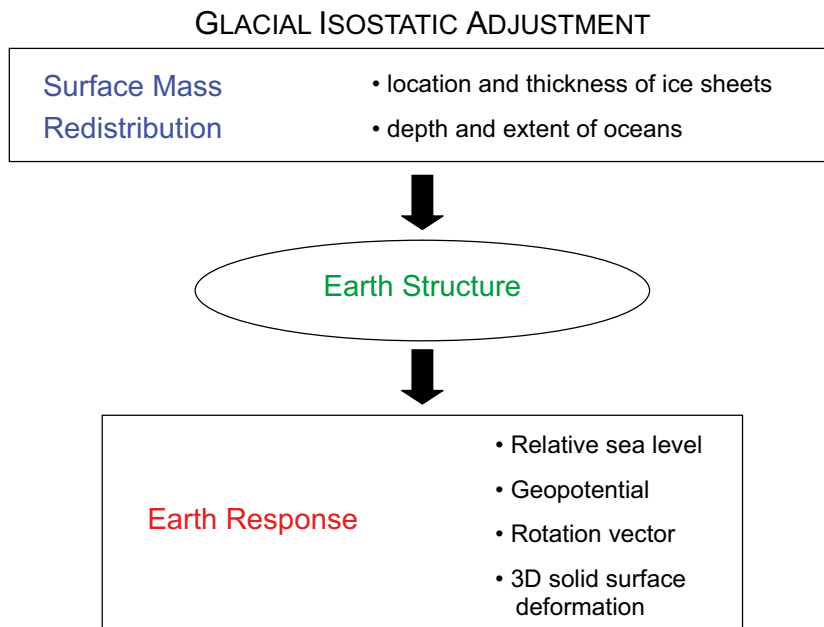 GLACIAL ISOSTATIC ADJUSTMENT
Surface Mass
Redistribution
• location and thickness of ice sheets
• depth and extent of oceans
Earth Structure
Earth Response
• Relative sea level
• Geopotential
• Rotation vector
• 3D solid surface
deformation